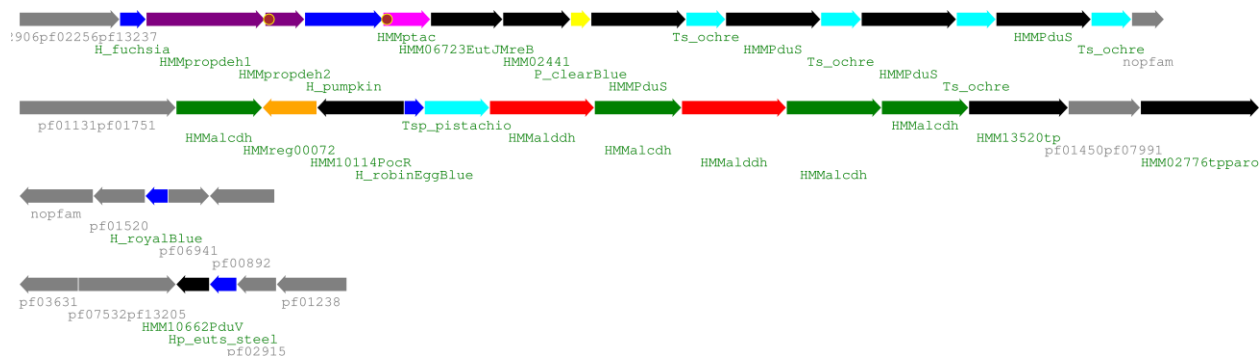 2906pf02256pf13237
H_fuchsia
HMMpropdeh1
HMMpropdeh2
H_pumpkin
HMMptac
HMM06723EutJMreB
HMM02441
P_clearBlue
HMMPduS
Ts_ochre
HMMPduS
Ts_ochre
HMMPduS
Ts_ochre
HMMPduS
Ts_ochre
nopfam
pf01131pf01751
HMMalcdh
HMMreg00072
HMM10114PocR
H_robinEggBlue
Tsp_pistachio
HMMalddh
HMMalcdh
HMMalddh
HMMalcdh
HMMalcdh
HMM13520tp
pf01450pf07991
HMM02776tpparo
nopfam
pf01520
H_royalBlue
pf06941
pf00892
pf03631
pf07532pf13205
HMM10662PduV
Hp_euts_steel
pf02915
pf01238